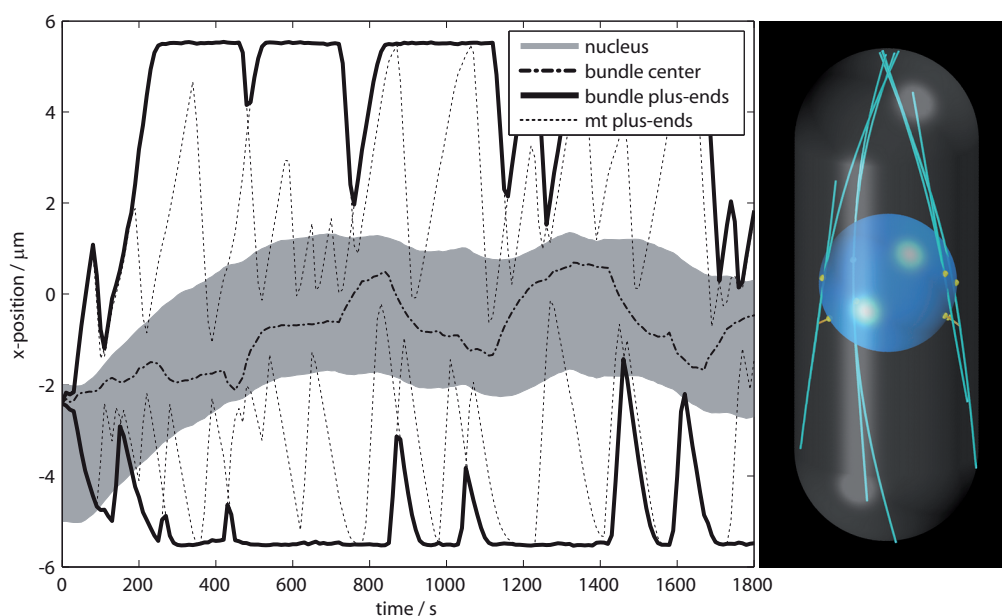 6
4
2
0
-2
-4
-6
x-position / μm
0
200
400
600
800
1000
1200
1400
1600
1800
time / s
nucleus
bundle center
bundle plus-ends
mt plus-ends